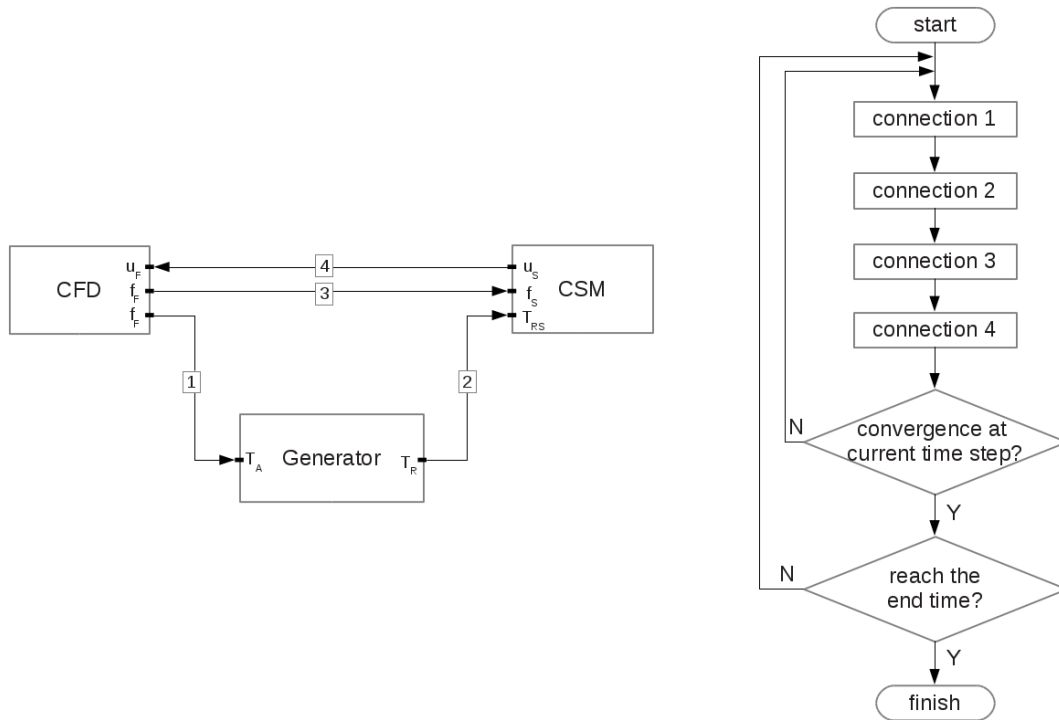 CFD
u_F
f_F
f_F
4
3
u_S
f_S
T_RS
CSM
1
2
T_A
Generator
T_R
start
connection 1
connection 2
connection 3
connection 4
N
convergence at
current time step?
Y
N
reach the
end time?
Y
finish